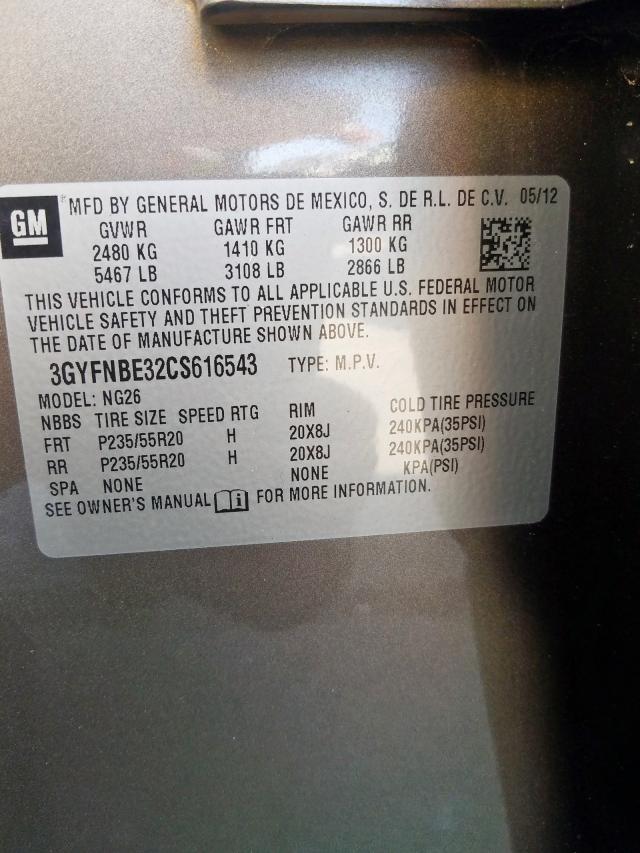 GM
*MFD BY GENERAL MOTORS DE MEXICO, S. DE R.L. DE C.V. 05/12
GVWR GAWR FRT GAWR RR
2480 KG 1410 KG 1300 KG
5467 LB 3108 LB 2866 LB
THIS VEHICLE CONFORMS TO ALL APPLICABLE U.S. FEDERAL MOTOR
VEHICLE SAFETY AND THEFT PREVENTION STANDARDS IN EFFECT ON
THE DATE OF MANUFACTURE SHOWN ABOVE.
3GYFNBE32CS616543 TYPE: M.P.V.
MODEL: NG26
NBBS TIRE SIZE SPEED RTG RIM COLD TIRE PRESSURE
FRT P235/55R20 H 20X8J 240KPA(35PSI)
RR P235/55R20 H 20X8J 240KPA(35PSI)
SPA NONE NONE KPA(PSI)
SEE OWNER'S MANUAL FOR MORE INFORMATION.